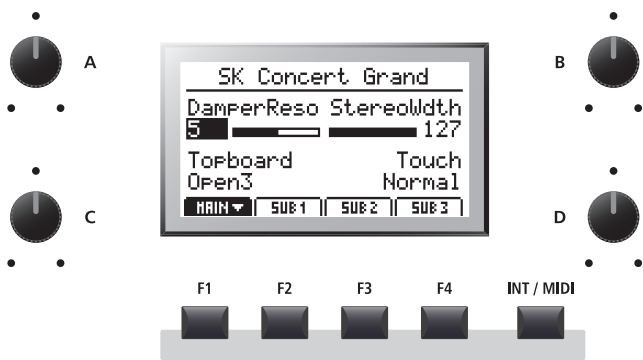 A
B
SK Concert Grand
DamperReso StereoWdth
5 127
Topboard Touch
Open3 Normal
MAIN ▼ SUB 1 SUB 2 SUB 3
C
D
F1 F2 F3 F4 INT / MIDI